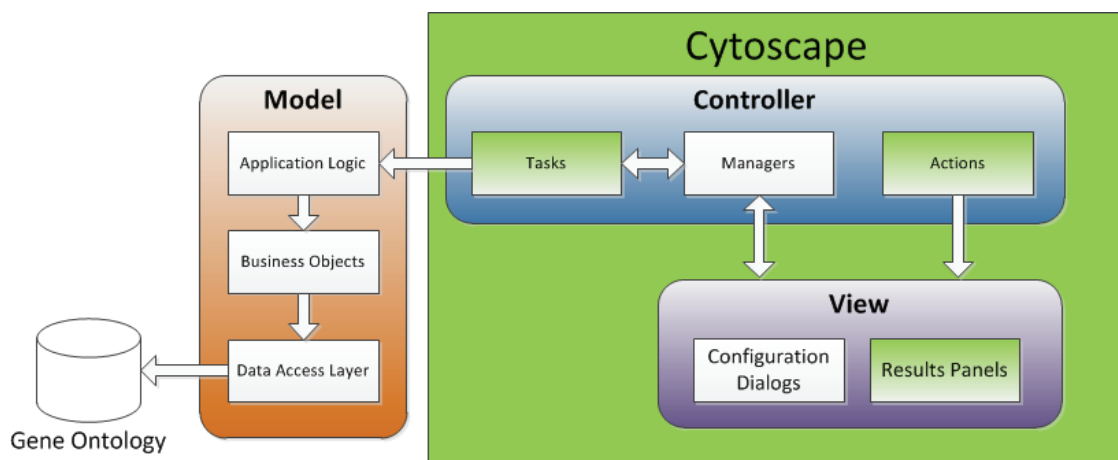 Cytoscape
Model
Controller
Application Logic
Tasks
Managers
Actions
Business Objects
View
Data Access Layer
Configuration
Dialogs
Results Panels
Gene Ontology